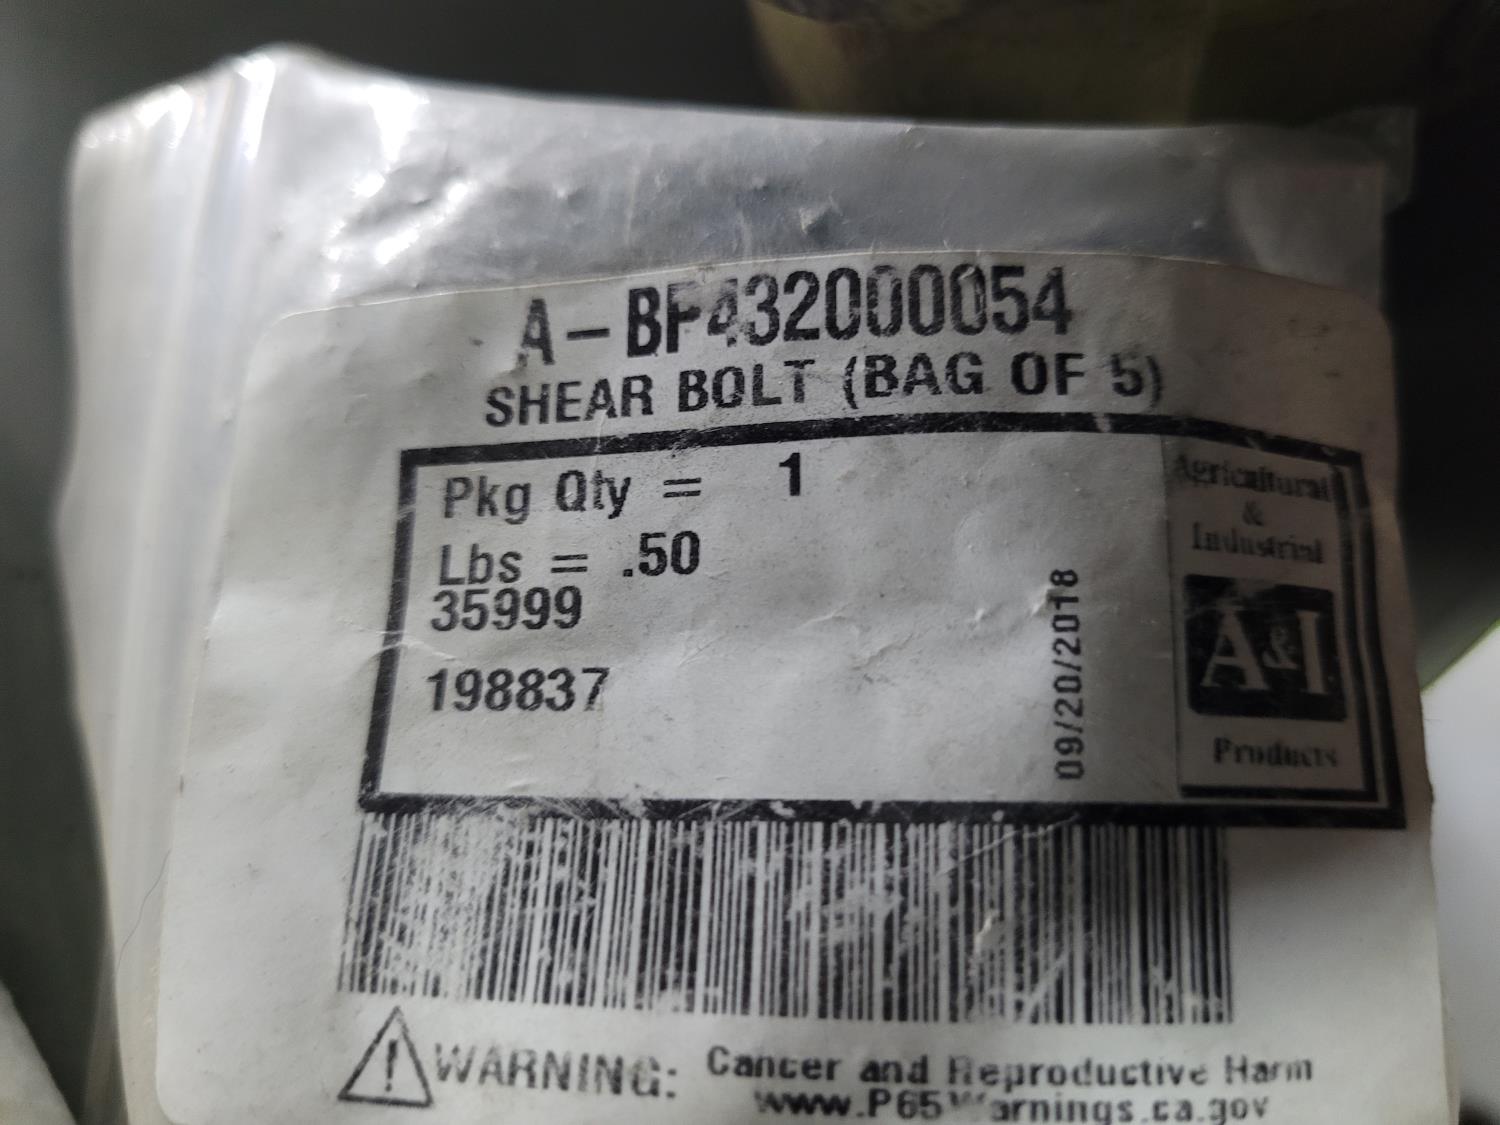 A-BF432000054
SHEAR BOLT (BAG OF 5)
Pkg Qty = 1
Lbs = .50
35999
198837
09/20/2018
Agricultural
&
Industrial
A&I
Products
WARNING: Cancer and Reproductive Harm
www.P65Warnings.ca.gov